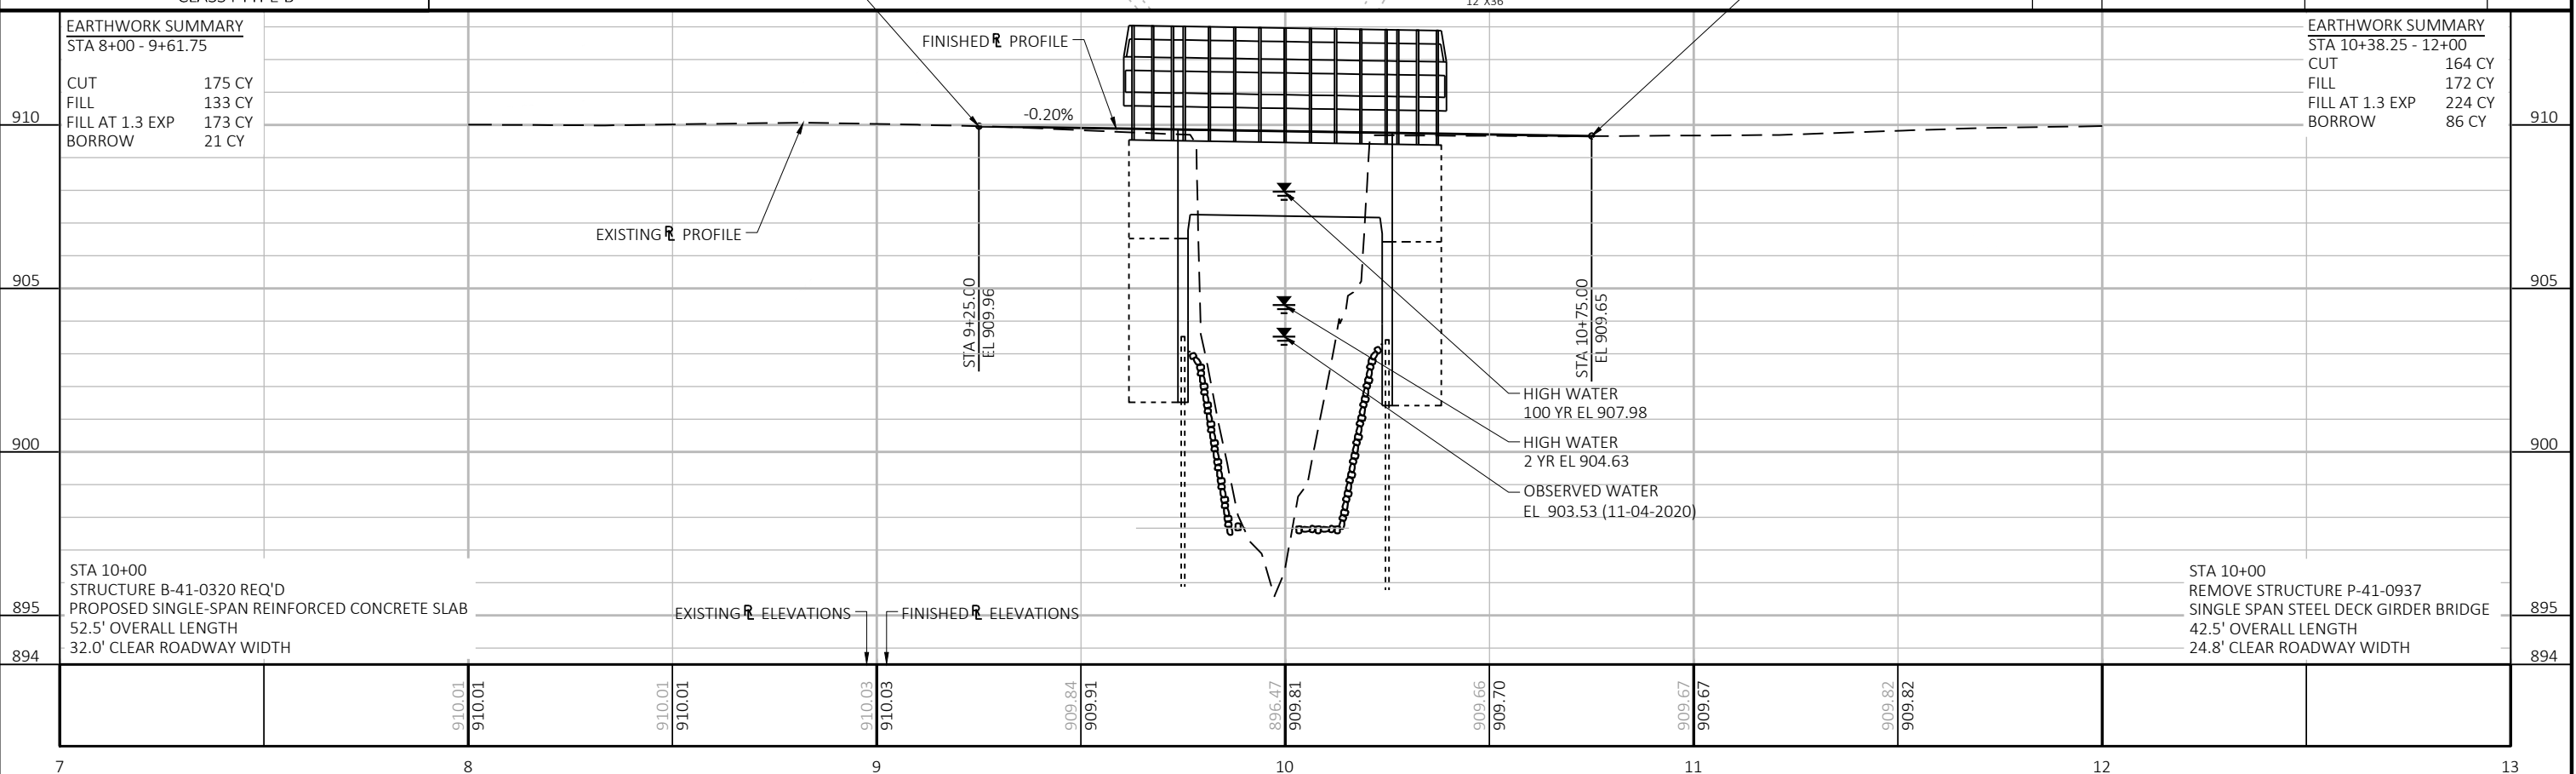 12"X36"
EARTHWORK SUMMARY
STA 8+00 - 9+61.75
CUT 175 CY
FILL 133 CY
FILL AT 1.3 EXP 173 CY
BORROW 21 CY
FINISHED R PROFILE
-0.20%
EXISTING R PROFILE
EARTHWORK SUMMARY
STA 10+38.25 - 12+00
CUT 164 CY
FILL 172 CY
FILL AT 1.3 EXP 224 CY
BORROW 86 CY
910
905
900
895
894
910
905
900
895
894
STA 9+25.00
EL 909.96
STA 10+75.00
EL 909.65
HIGH WATER
100 YR EL 907.98
HIGH WATER
2 YR EL 904.63
OBSERVED WATER
EL 903.53 (11-04-2020)
STA 10+00
STRUCTURE B-41-0320 REQ'D
PROPOSED SINGLE-SPAN REINFORCED CONCRETE SLAB
52.5' OVERALL LENGTH
32.0' CLEAR ROADWAY WIDTH
EXISTING R ELEVATIONS
FINISHED R ELEVATIONS
STA 10+00
REMOVE STRUCTURE P-41-0937
SINGLE SPAN STEEL DECK GIRDER BRIDGE
42.5' OVERALL LENGTH
24.8' CLEAR ROADWAY WIDTH
910.01
910.01
910.01
910.01
910.03
910.03
909.84
909.91
896.47
909.81
909.66
909.70
909.67
909.67
909.82
909.82
7 8 9 10 11 12 13